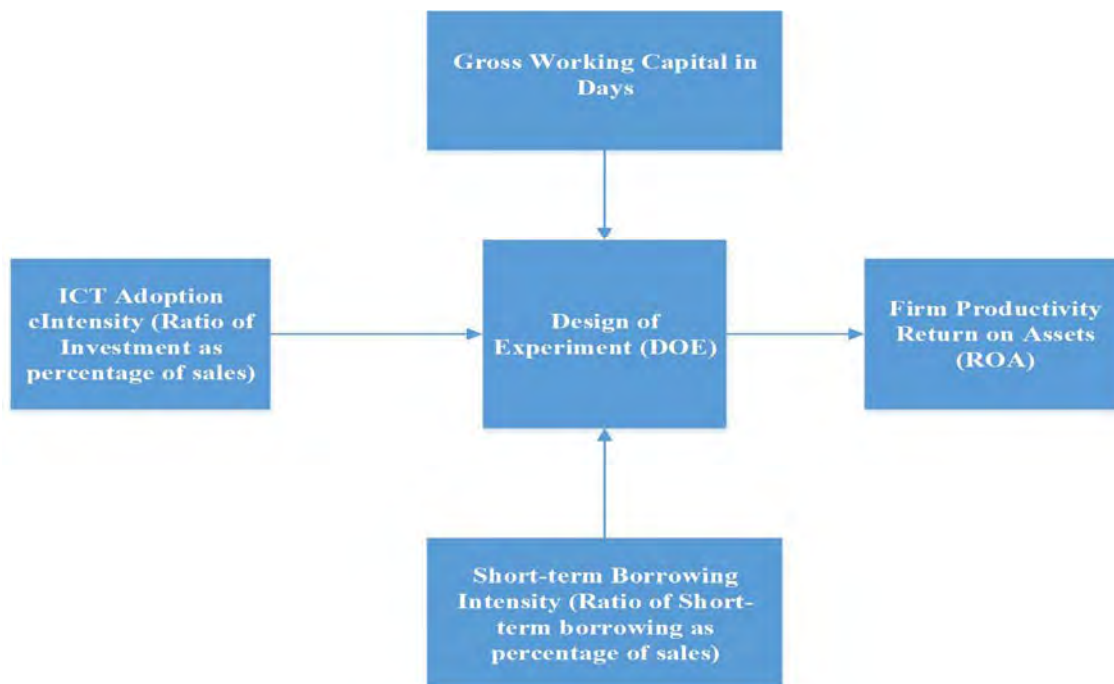 Gross Working Capital in
Days
ICT Adoption
cIntensity (Ratio of
Investment as
percentage of sales)
Design of
Experiment (DOE)
Firm Productivity
Return on Assets
(ROA)
Short-term Borrowing
Intensity (Ratio of Short-
term borrowing as
percentage of sales)